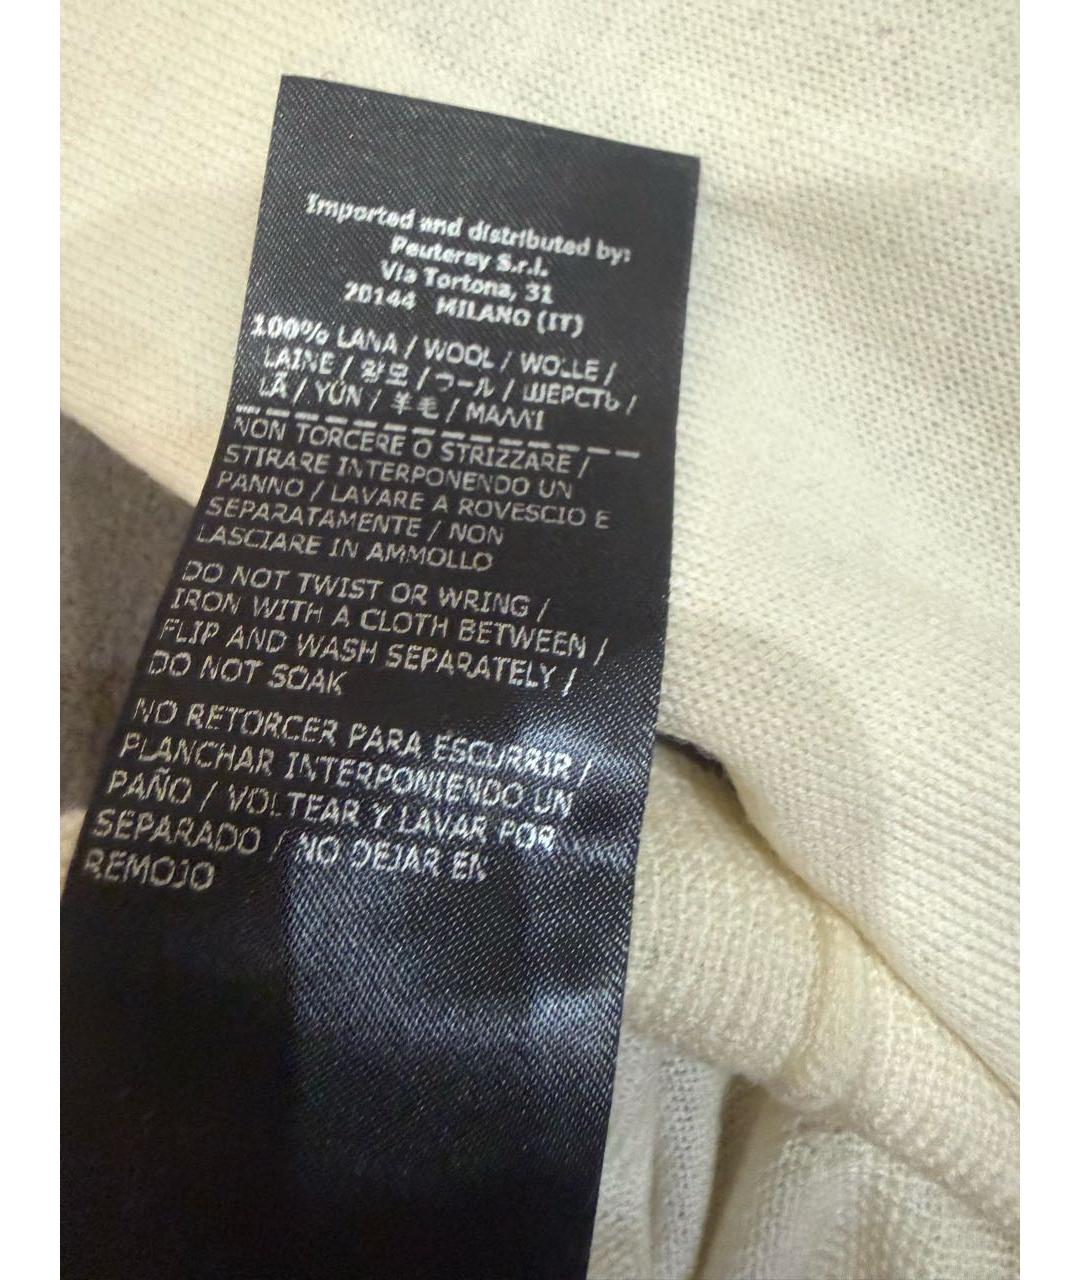 Imported and distributed by:
Peuterey S.r.l.
Via Tortona, 31
20144 MILANO (IT)
100% LANA / WOOL / WOLLE /
LAINE / 양모 / ウール / ШЕРСТЬ /
LÃ / YÜN / 羊毛 / ΜΑΛΛΙ
NON TORCERE O STRIZZARE /
STIRARE INTERPONENDO UN
PANNO / LAVARE A ROVESCIO E
SEPARATAMENTE / NON
LASCIARE IN AMMOLLO
DO NOT TWIST OR WRING /
IRON WITH A CLOTH BETWEEN /
FLIP AND WASH SEPARATELY /
DO NOT SOAK
NO RETORCER PARA ESCURRIR /
PLANCHAR INTERPONIENDO UN
PAÑO / VOLTEAR Y LAVAR POR
SEPARADO / NO DEJAR EN
REMOJO